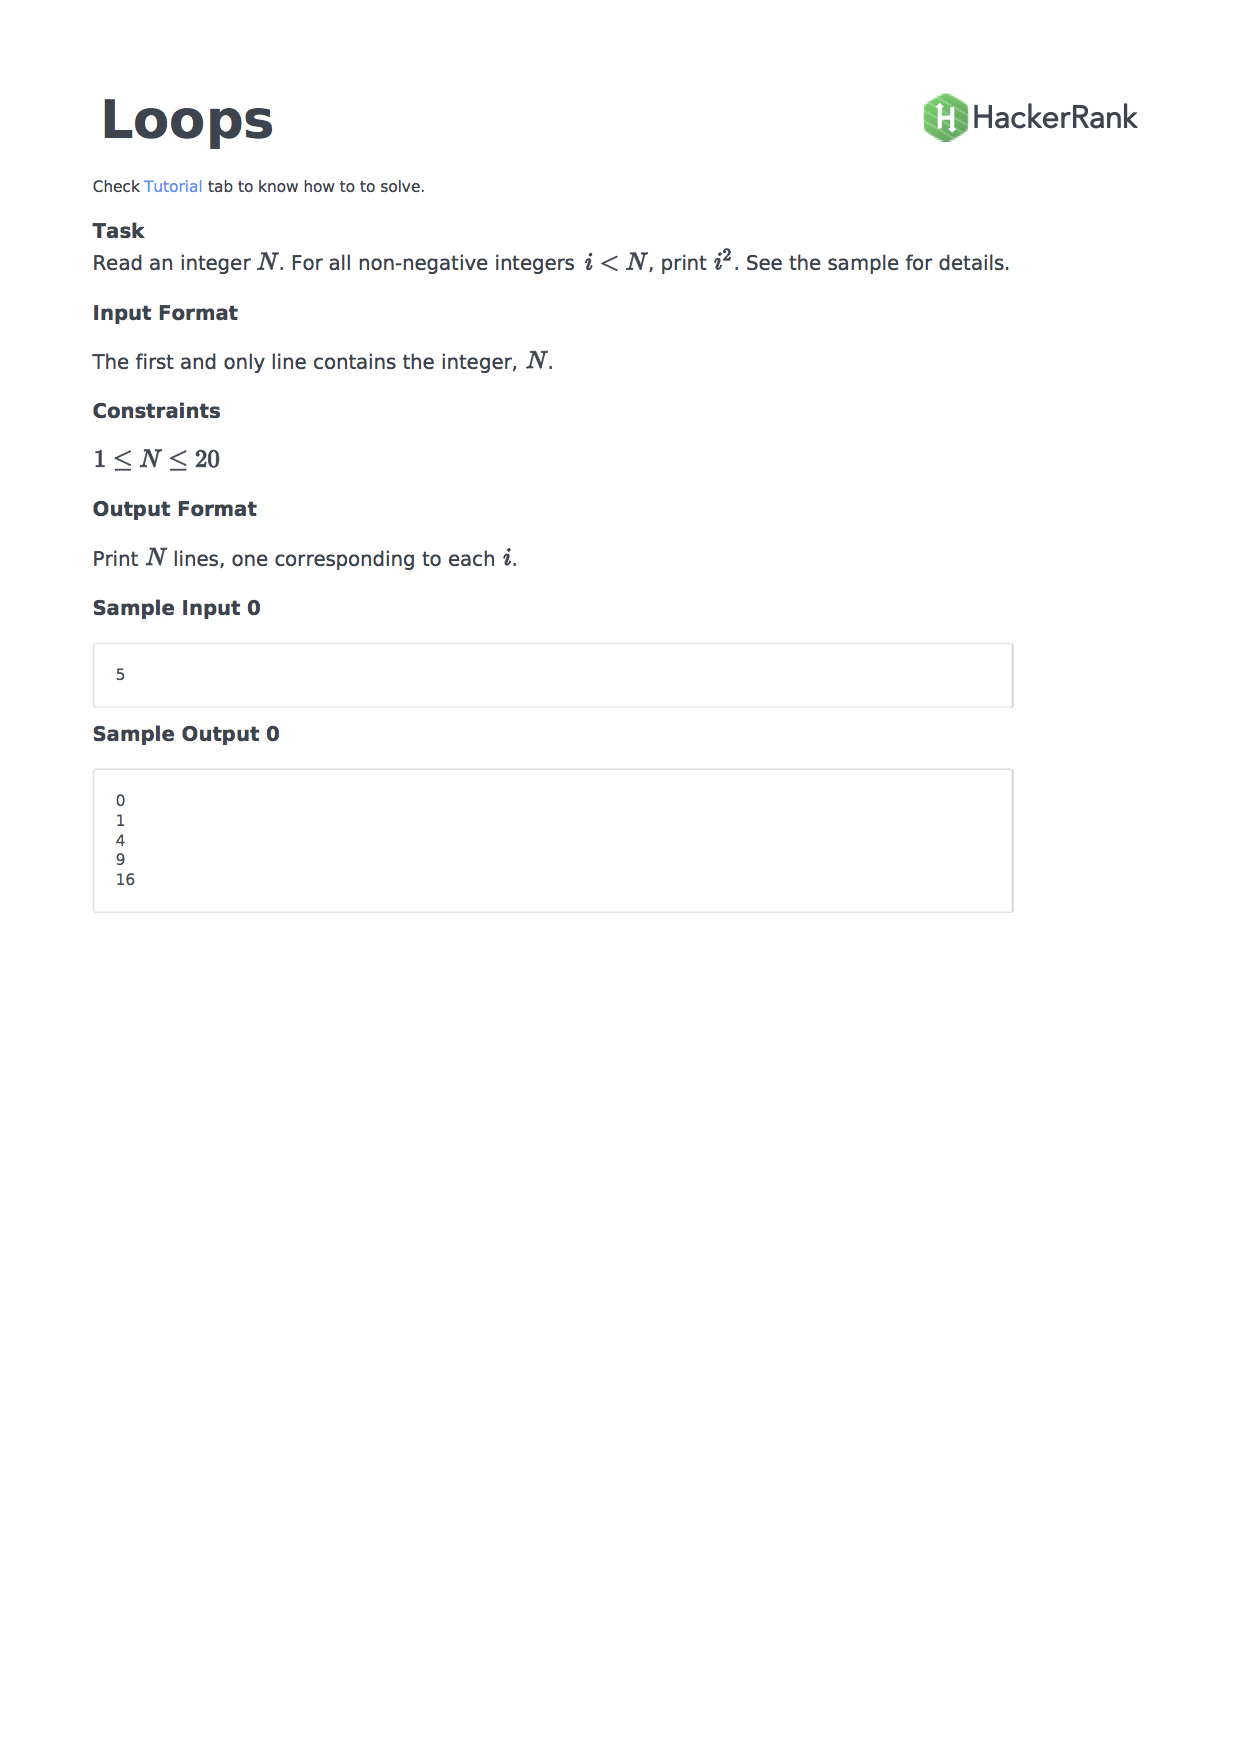 Loops
HackerRank
Check Tutorial tab to know how to to solve.
Task
Read an integer N. For all non-negative integers i < N, print i². See the sample for details.
Input Format
The first and only line contains the integer, N.
Constraints
1 ≤ N ≤ 20
Output Format
Print N lines, one corresponding to each i.
Sample Input 0
5
Sample Output 0
0
1
4
9
16